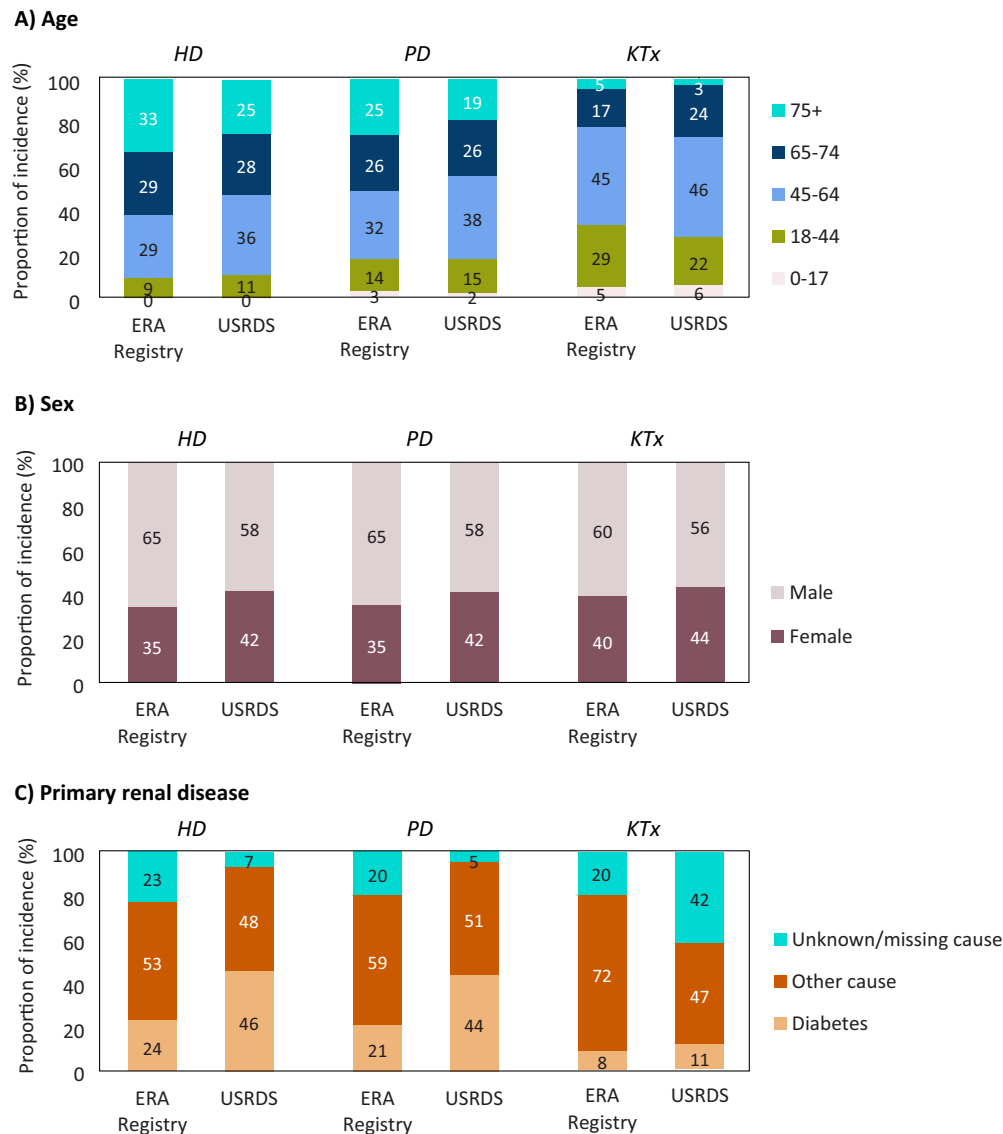 A) Age
HD PD KTx
Proportion of incidence (%)
100
80
60
40
20
0
33 25 25 19 5 3
29 28 26 26 17 24
29 36 32 38 45 46
9 11 14 15 29 22
0 0 3 2 5 6
75+
65-74
45-64
18-44
0-17
ERA Registry USRDS ERA Registry USRDS ERA Registry USRDS
B) Sex
HD PD KTx
Proportion of incidence (%)
100
80
60
40
20
0
65 58 65 58 60 56
35 42 35 42 40 44
Male
Female
ERA Registry USRDS ERA Registry USRDS ERA Registry USRDS
C) Primary renal disease
HD PD KTx
Proportion of incidence (%)
100
80
60
40
20
0
23 7 20 5 20 42
53 48 59 51 72 47
24 46 21 44 8 11
Unknown/missing cause
Other cause
Diabetes
ERA Registry USRDS ERA Registry USRDS ERA Registry USRDS